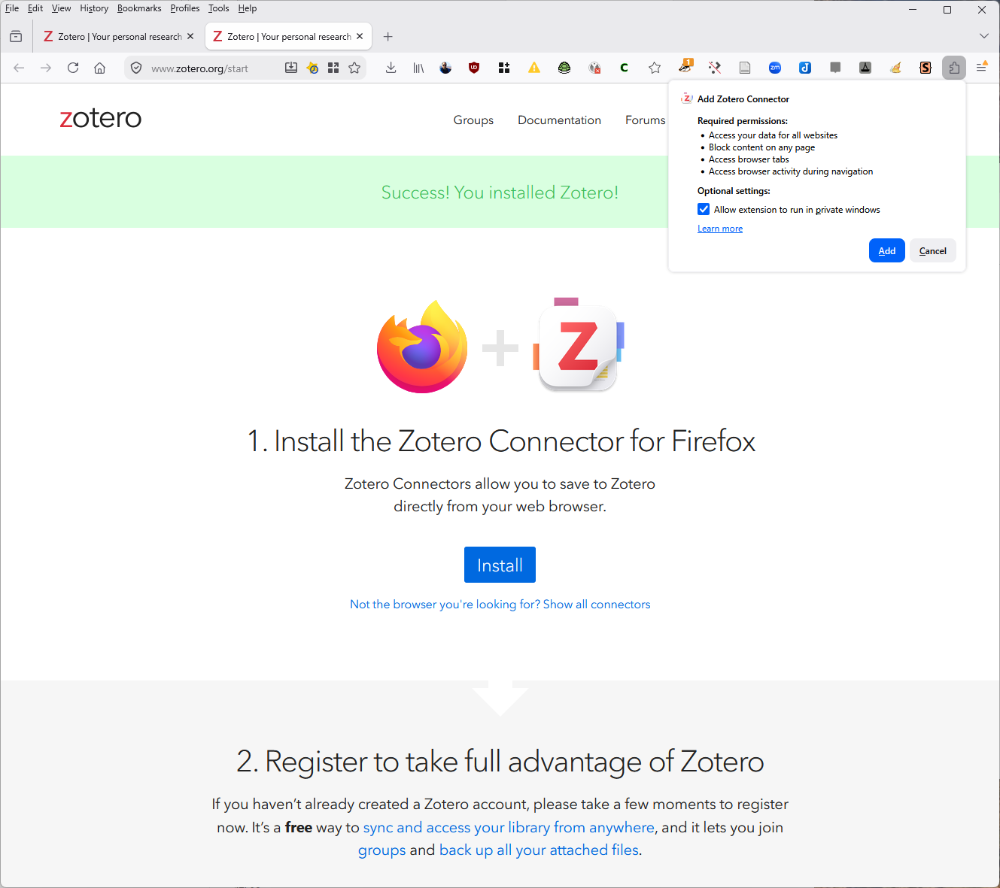 File Edit View History Bookmarks Profiles Tools Help
Zotero | Your personal research
Zotero | Your personal research
www.zotero.org/start
1
zm
Add Zotero Connector
Required permissions:
• Access your data for all websites
• Block content on any page
• Access browser tabs
• Access browser activity during navigation
Optional settings:
Allow extension to run in private windows
Learn more
Add Cancel
zotero
Groups Documentation Forums
Success! You installed Zotero!
1. Install the Zotero Connector for Firefox
Zotero Connectors allow you to save to Zotero
directly from your web browser.
Install
Not the browser you're looking for? Show all connectors
2. Register to take full advantage of Zotero
If you haven’t already created a Zotero account, please take a few moments to register
now. It’s a free way to sync and access your library from anywhere, and it lets you join
groups and back up all your attached files.